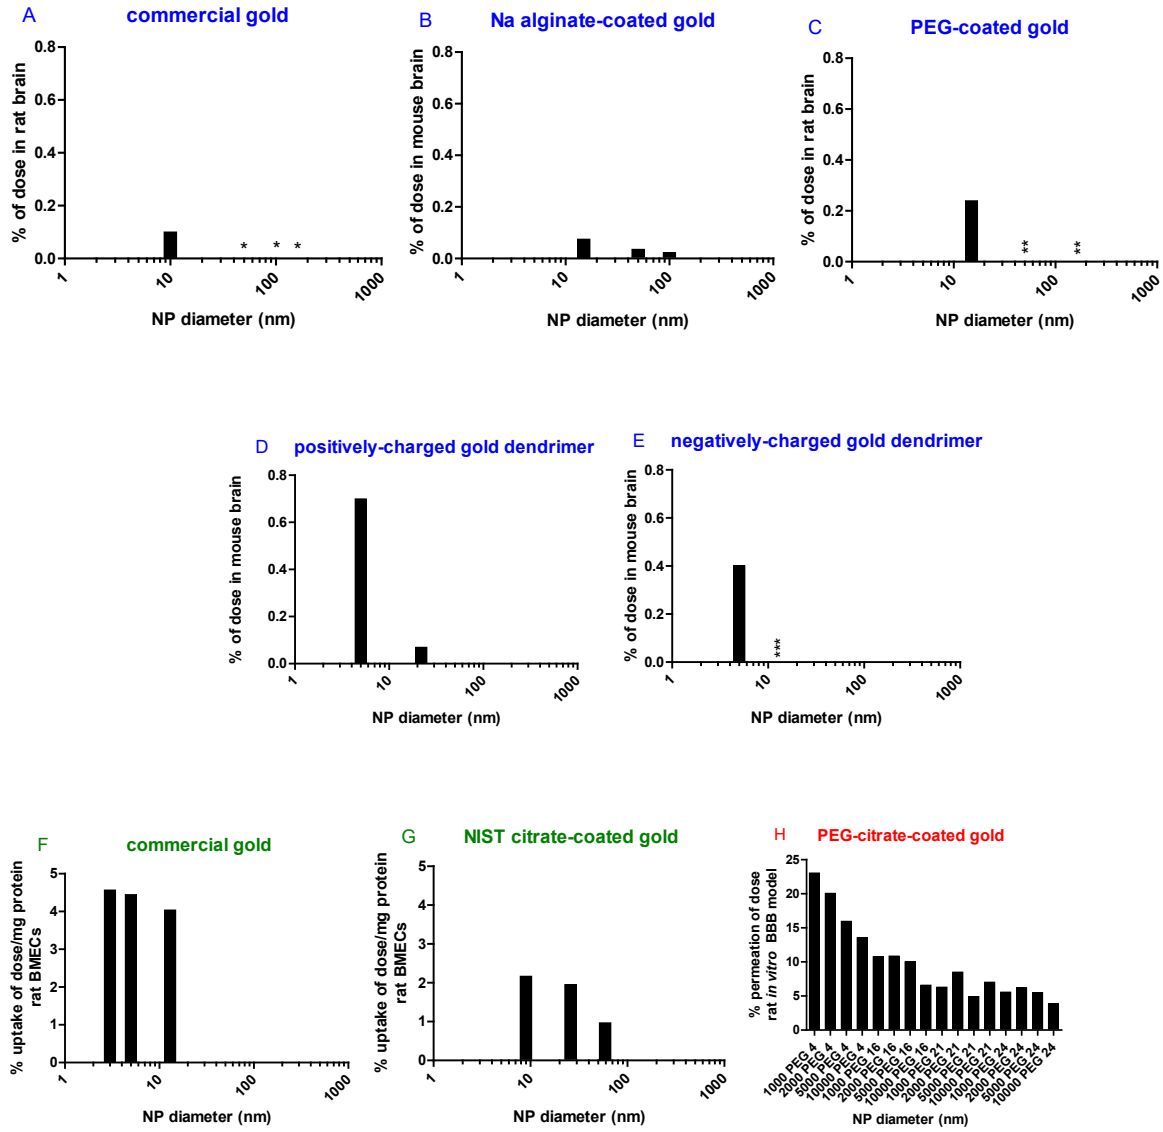 A commercial gold
% of dose in rat brain
0.8
0.6
0.4
0.2
0.0
* * *
1 10 100 1000
NP diameter (nm)
B Na alginate-coated gold
% of dose in mouse brain
0.8
0.6
0.4
0.2
0.0
1 10 100 1000
NP diameter (nm)
C PEG-coated gold
% of dose in rat brain
0.8
0.6
0.4
0.2
0.0
** **
1 10 100 1000
NP diameter (nm)
D positively-charged gold dendrimer
% of dose in mouse brain
0.8
0.6
0.4
0.2
0.0
1 10 100 1000
NP diameter (nm)
E negatively-charged gold dendrimer
% of dose in mouse brain
0.8
0.6
0.4
0.2
0.0
***
1 10 100 1000
NP diameter (nm)
F commercial gold
% uptake of dose/mg protein
rat BMECs
5
4
3
2
1
0
1 10 100 1000
NP diameter (nm)
G NIST citrate-coated gold
% uptake of dose/mg protein
rat BMECs
5
4
3
2
1
0
1 10 100 1000
NP diameter (nm)
H PEG-citrate-coated gold
% permeation of dose
rat in vitro BBB model
25
20
15
10
5
0
1000 PEG 4
2000 PEG 4
5000 PEG 4
10000 PEG 4
1000 PEG 16
2000 PEG 16
5000 PEG 16
10000 PEG 16
1000 PEG 21
2000 PEG 21
5000 PEG 21
10000 PEG 21
1000 PEG 24
2000 PEG 24
5000 PEG 24
10000 PEG 24
NP diameter (nm)